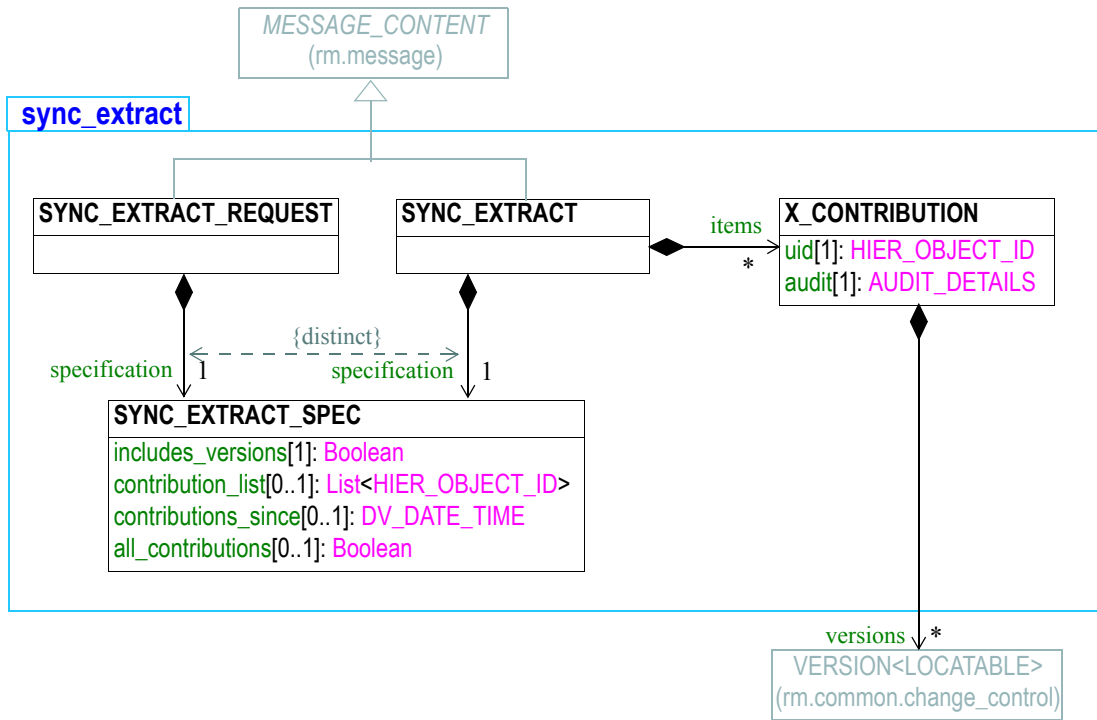 MESSAGE_CONTENT
(rm.message)
sync_extract
SYNC_EXTRACT_REQUEST
SYNC_EXTRACT
items
*
X_CONTRIBUTION
uid[1]: HIER_OBJECT_ID
audit[1]: AUDIT_DETAILS
{distinct}
specification 1
specification 1
SYNC_EXTRACT_SPEC
includes_versions[1]: Boolean
contribution_list[0..1]: List<HIER_OBJECT_ID>
contributions_since[0..1]: DV_DATE_TIME
all_contributions[0..1]: Boolean
versions *
VERSION<LOCATABLE>
(rm.common.change_control)